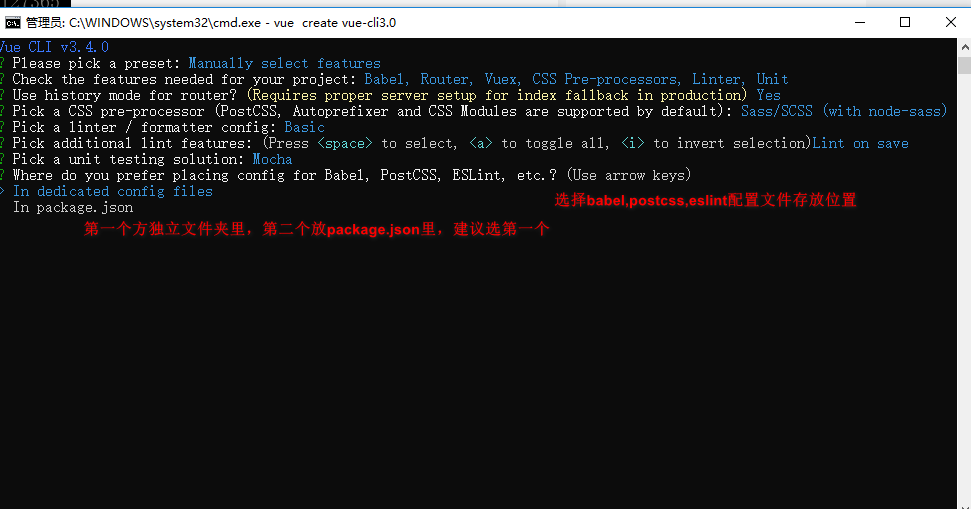 127365
管理员: C:\WINDOWS\system32\cmd.exe - vue create vue-cli3.0
Vue CLI v3.4.0
? Please pick a preset: Manually select features
? Check the features needed for your project: Babel, Router, Vuex, CSS Pre-processors, Linter, Unit
? Use history mode for router? (Requires proper server setup for index fallback in production) Yes
? Pick a CSS pre-processor (PostCSS, Autoprefixer and CSS Modules are supported by default): Sass/SCSS (with node-sass)
? Pick a linter / formatter config: Basic
? Pick additional lint features: (Press <space> to select, <a> to toggle all, <i> to invert selection)Lint on save
? Pick a unit testing solution: Mocha
? Where do you prefer placing config for Babel, PostCSS, ESLint, etc.? (Use arrow keys)
> In dedicated config files
选择babel,postcss,eslint配置文件存放位置
In package.json
第一个方独立文件夹里，第二个放package.json里，建议选第一个